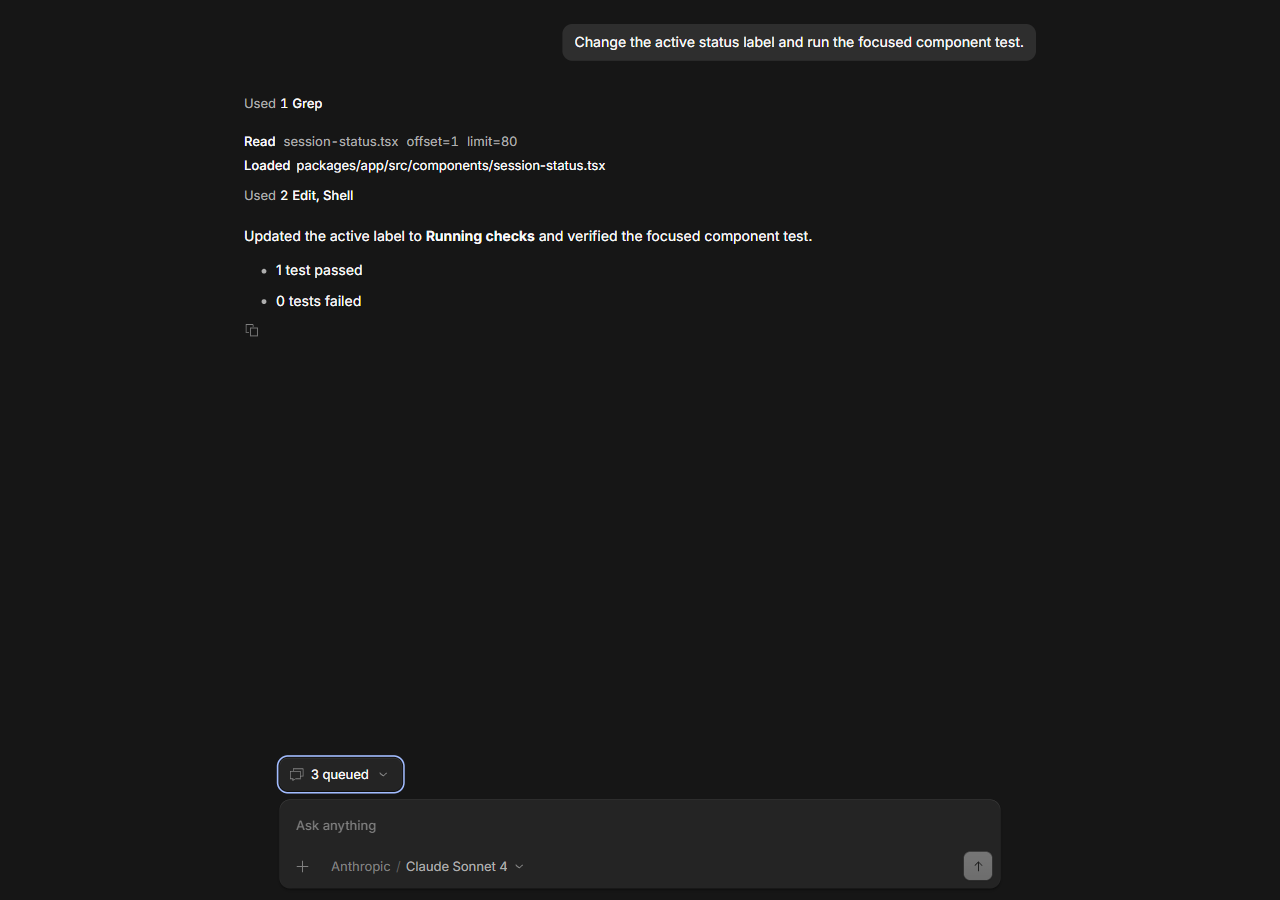 Change the active status label and run the focused component test.
Used 1 Grep
Read session-status.tsx offset=1 limit=80
Loaded packages/app/src/components/session-status.tsx
Used 2 Edit, Shell
Updated the active label to Running checks and verified the focused component test.
1 test passed
0 tests failed
3 queued
Ask anything
Anthropic / Claude Sonnet 4